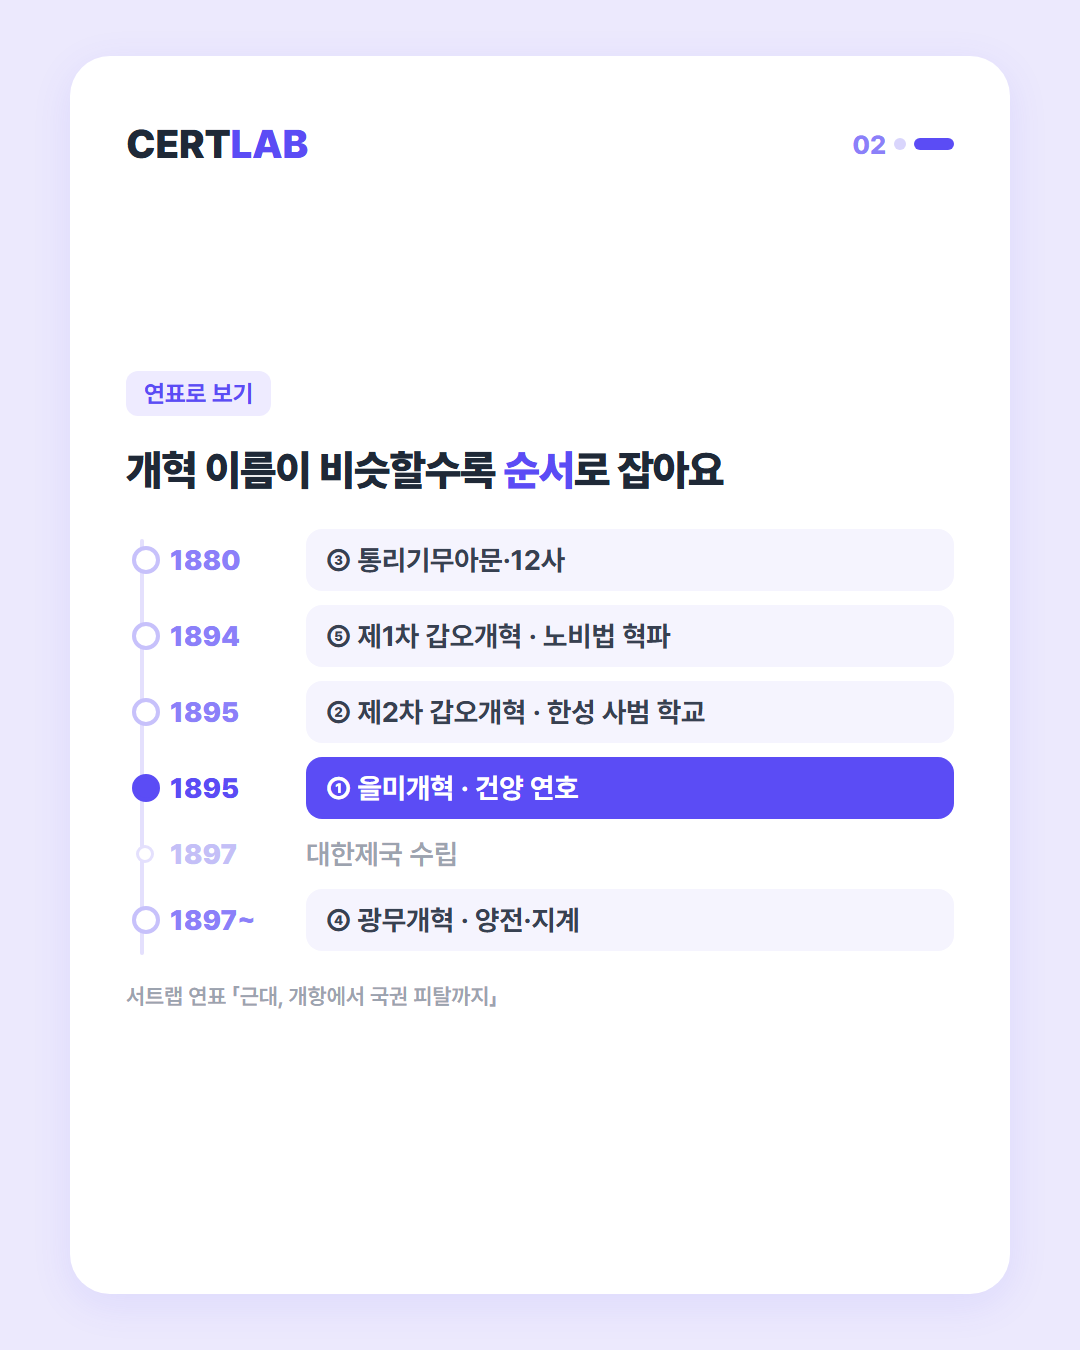 CERTLAB
02
연표로 보기
개혁 이름이 비슷할수록 순서로 잡아요
1880 ③ 통리기무아문·12사
1894 ⑤ 제1차 갑오개혁 · 노비법 혁파
1895 ② 제2차 갑오개혁 · 한성 사범 학교
1895 ① 을미개혁 · 건양 연호
1897 대한제국 수립
1897~ ④ 광무개혁 · 양전·지계
서트랩 연표 「근대, 개항에서 국권 피탈까지」